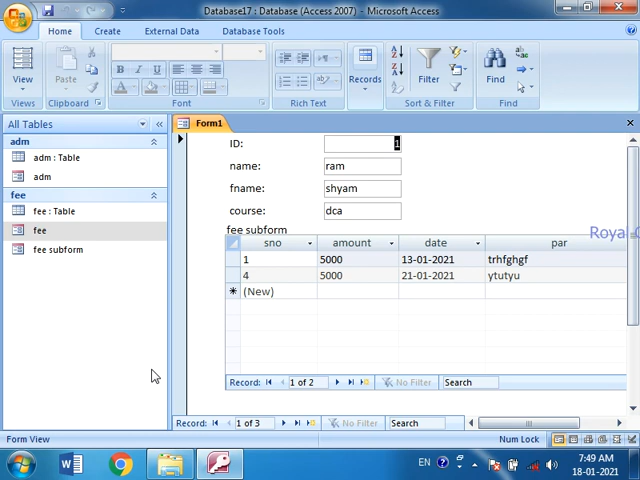 Database17 : Database (Access 2007) - Microsoft Access
Home Create External Data Database Tools
View Paste B I U A ab Records Filter Find
Views Clipboard Font Rich Text Sort & Filter Find
All Tables Form1
adm
adm : Table
adm
fee
fee : Table
fee
fee subform
ID: 1
name: ram
fname: shyam
course: dca
fee subform
Royal C
sno amount date par
1 5000 13-01-2021 trhfghgf
4 5000 21-01-2021 ytutyu
(New)
Record: 1 of 2 No Filter Search
Record: 1 of 3 No Filter Search
Form View Num Lock
EN 7:49 AM
18-01-2021